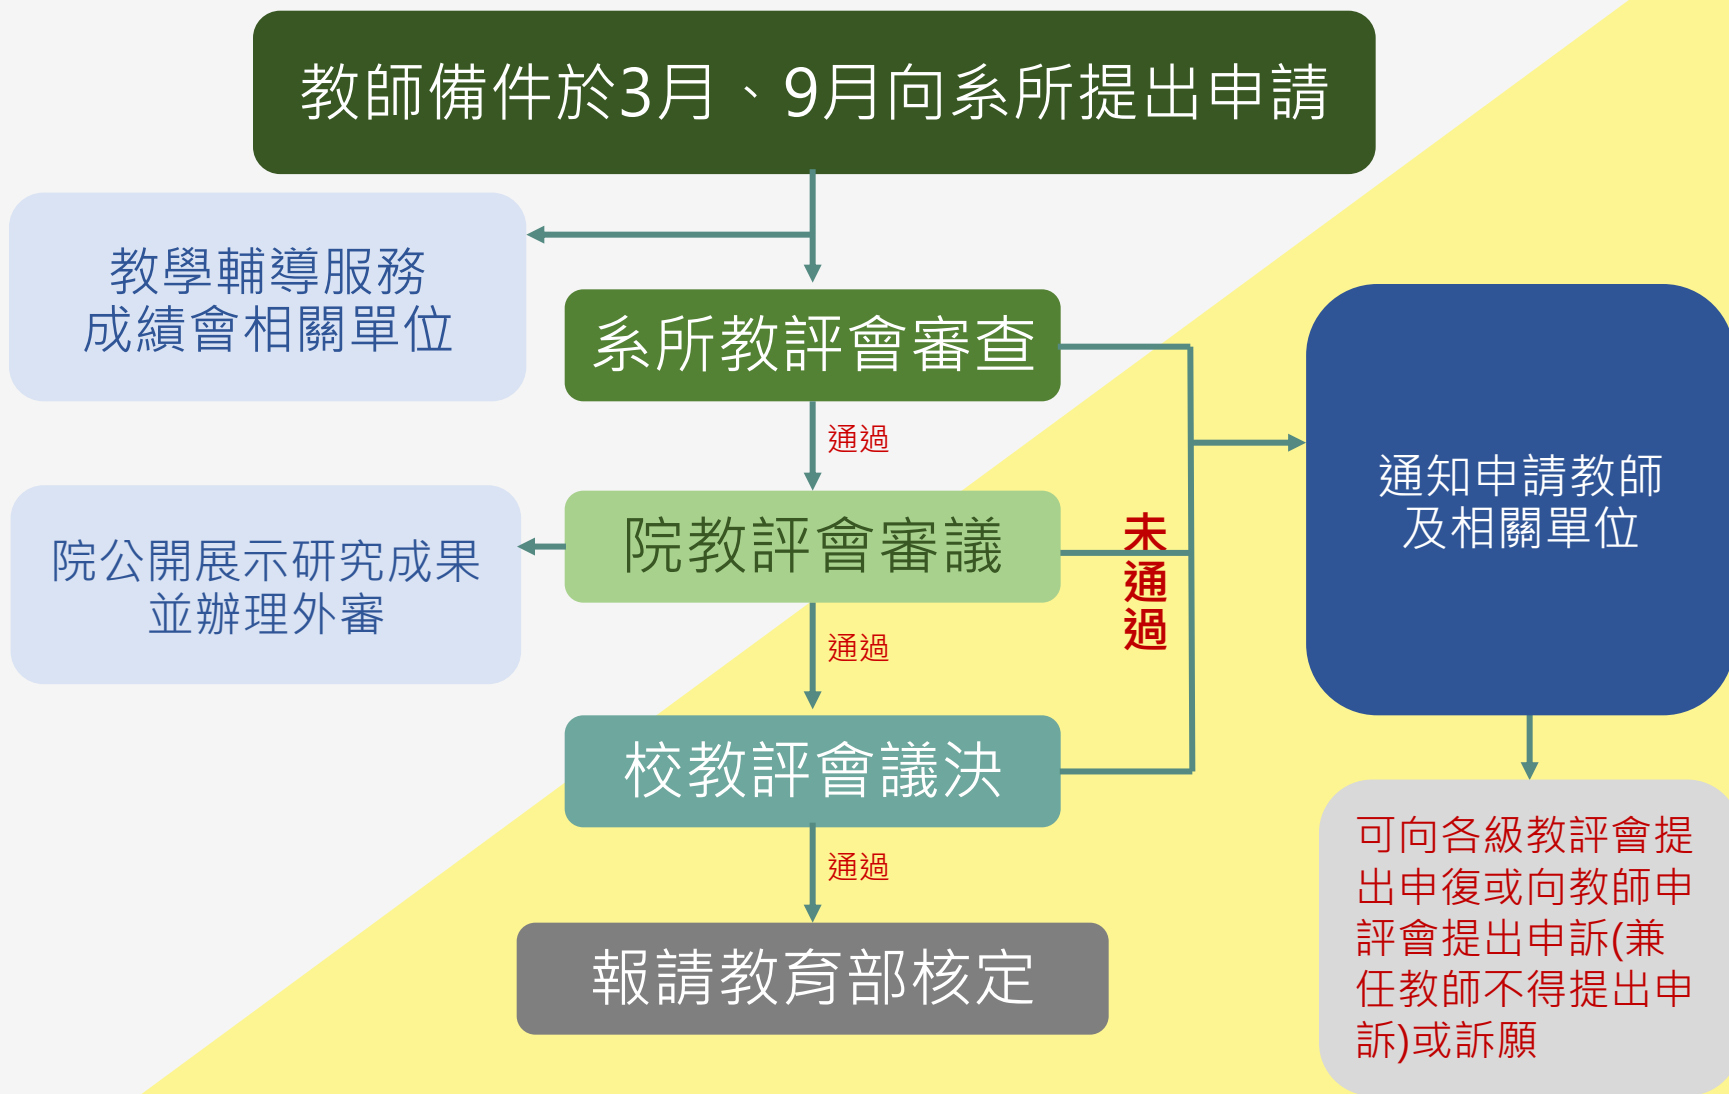 教師備件於3月、9月向系所提出申請
教學輔導服務
成績會相關單位
系所教評會審查
通過
院教評會審議
院公開展示研究成果
並辦理外審
通過
校教評會議決
通過
報請教育部核定
未
通
過
通知申請教師
及相關單位
可向各級教評會提
出申復或向教師申
評會提出申訴(兼
任教師不得提出申
訴)或訴願